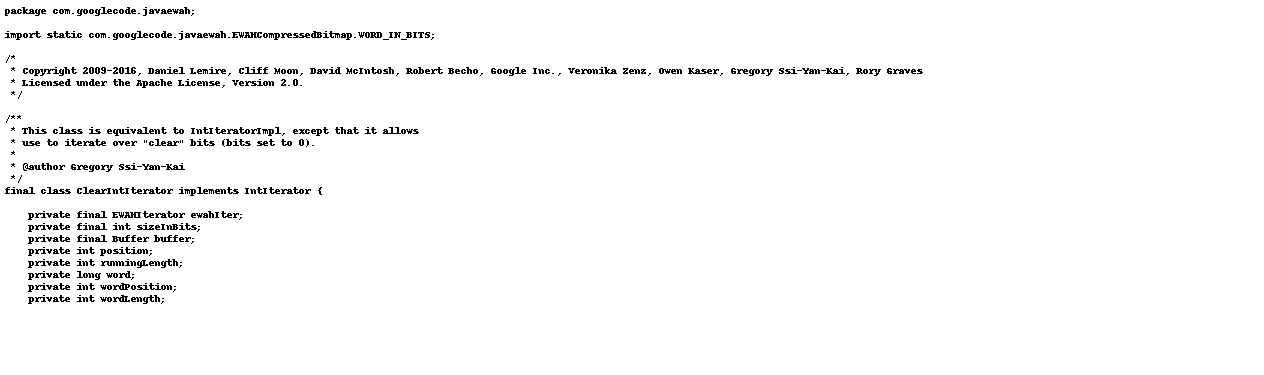 package com.googlecode.javaewah;

import static com.googlecode.javaewah.EWAHCompressedBitmap.WORD_IN_BITS;

/*
 * Copyright 2009-2016, Daniel Lemire, Cliff Moon, David McIntosh, Robert Becho, Google Inc., Veronika Zenz, Owen Kaser, Gregory Ssi-Yan-Kai, Rory Graves
 * Licensed under the Apache License, Version 2.0.
 */

/**
 * This class is equivalent to IntIteratorImpl, except that it allows
 * use to iterate over "clear" bits (bits set to 0).
 *
 * @author Gregory Ssi-Yan-Kai
 */
final class ClearIntIterator implements IntIterator {

    private final EWAHIterator ewahIter;
    private final int sizeInBits;
    private final Buffer buffer;
    private int position;
    private int runningLength;
    private long word;
    private int wordPosition;
    private int wordLength;